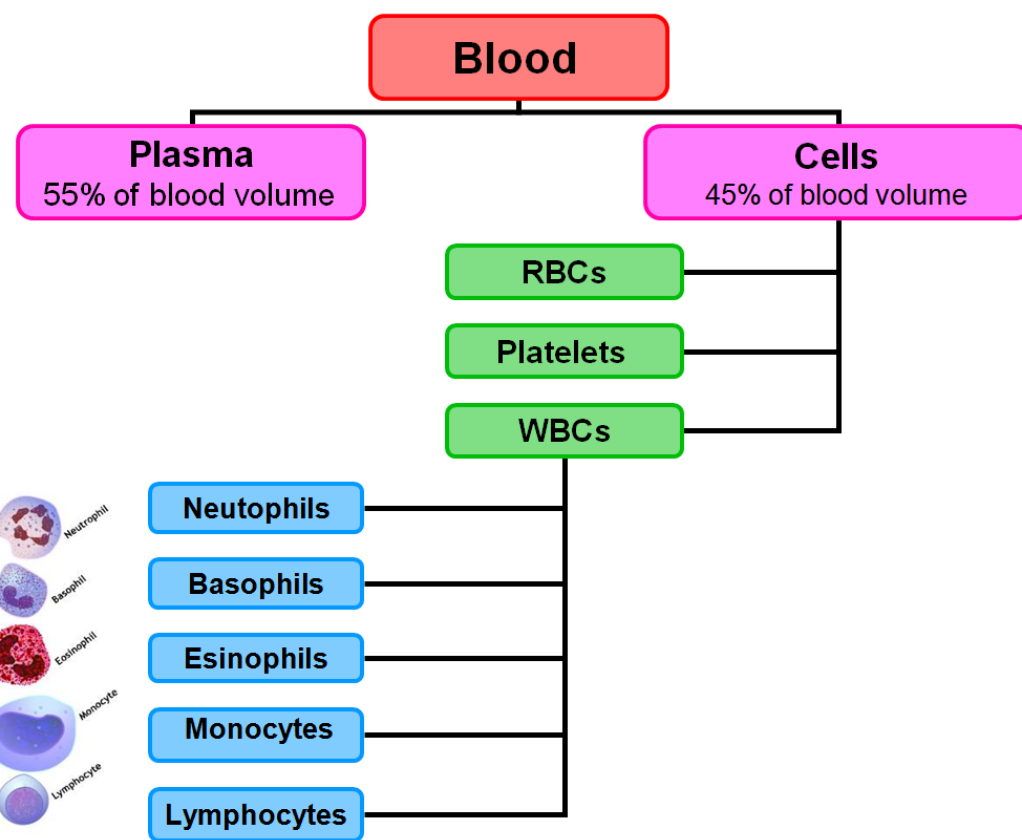 Blood
Plasma
55% of blood volume
Cells
45% of blood volume
RBCs
Platelets
WBCs
Neutophils
Neutrophil
Basophils
Basophil
Esinophils
Eosinophil
Monocytes
Monocyte
Lymphocytes
Lymphocyte